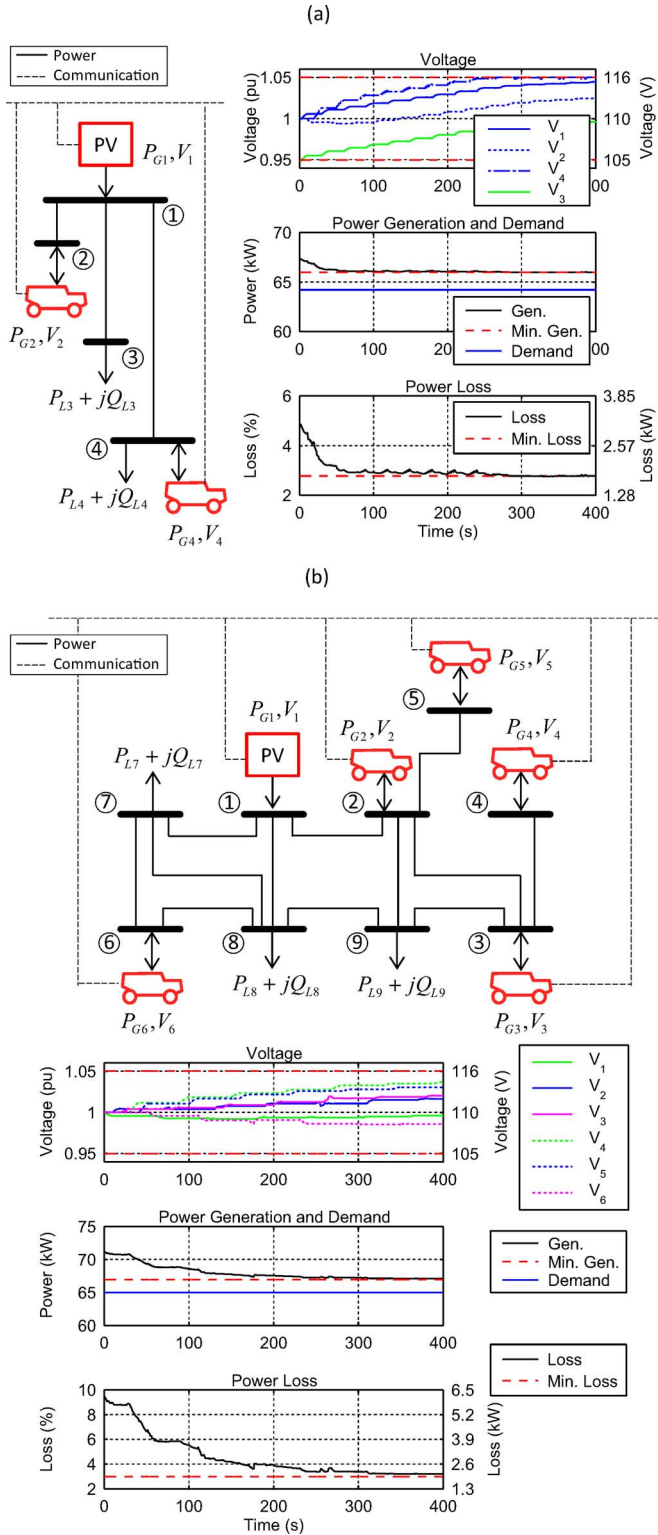 (a)
Power
Communication
PV
P_{G1}, V_1
①
②
P_{G2}, V_2
③
P_{L3} + jQ_{L3}
④
P_{L4} + jQ_{L4}
P_{G4}, V_4
Voltage
Voltage (pu)
1.05
1
0.95
116
110
105
Voltage (V)
0 100 200 00
V_1
V_2
V_4
V_3
Power Generation and Demand
Power (kW)
70
65
60
0 100 200 00
Gen.
Min. Gen.
Demand
Power Loss
Loss (%)
6
4
2
3.85
2.57
1.28
Loss (kW)
Loss
Min. Loss
0 100 200 300 400
Time (s)
(b)
Power
Communication
P_{G5}, V_5
⑤
P_{G1}, V_1
P_{G2}, V_2
P_{G4}, V_4
P_{L7} + jQ_{L7}
PV
⑦
①
②
④
⑥
⑧
⑨
③
P_{L8} + jQ_{L8}
P_{L9} + jQ_{L9}
P_{G6}, V_6
P_{G3}, V_3
Voltage
Voltage (pu)
1.05
1
0.95
116
110
105
Voltage (V)
0 100 200 300 400
V_1
V_2
V_3
V_4
V_5
V_6
Power Generation and Demand
Power (kW)
75
70
65
60
0 100 200 300 400
Gen.
Min. Gen.
Demand
Power Loss
Loss (%)
10
8
6
4
2
6.5
5.2
3.9
2.6
1.3
Loss (kW)
Loss
Min. Loss
0 100 200 300 400
Time (s)